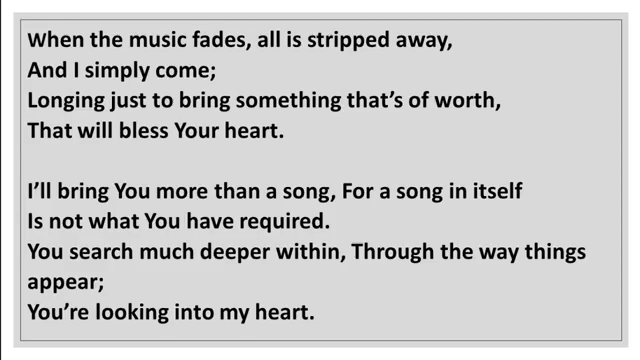 When the music fades, all is stripped away,
And I simply come;
Longing just to bring something that's of worth,
That will bless Your heart.

I'll bring You more than a song, For a song in itself
Is not what You have required.
You search much deeper within, Through the way things
appear;
You're looking into my heart.